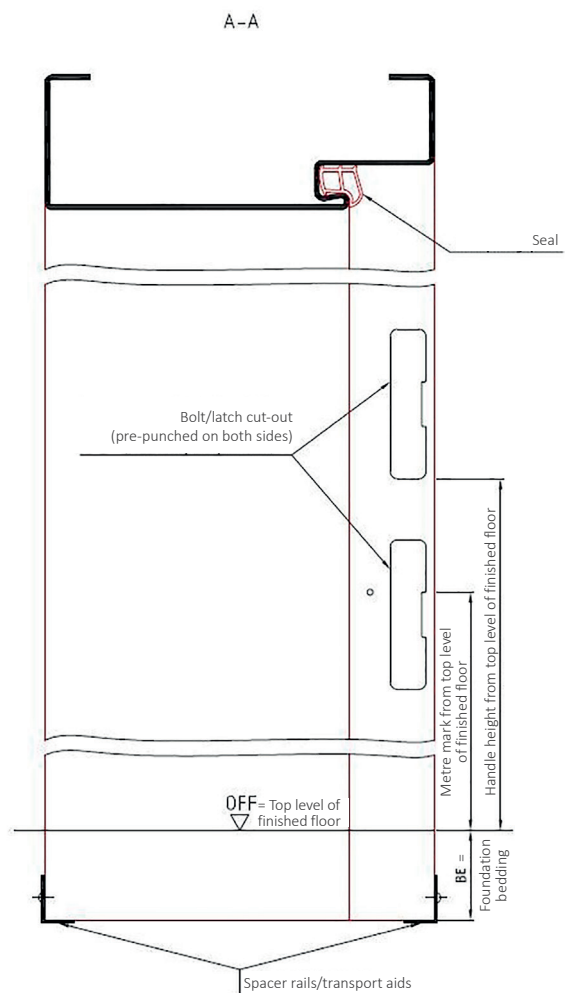 A-A
Seal
Bolt/latch cut-out
(pre-punched on both sides)
Handle height from top level of finished floor
Metre mark from top level
of finished floor
OFF = Top level of
finished floor
BE =
Foundation
bedding
Spacer rails/transport aids